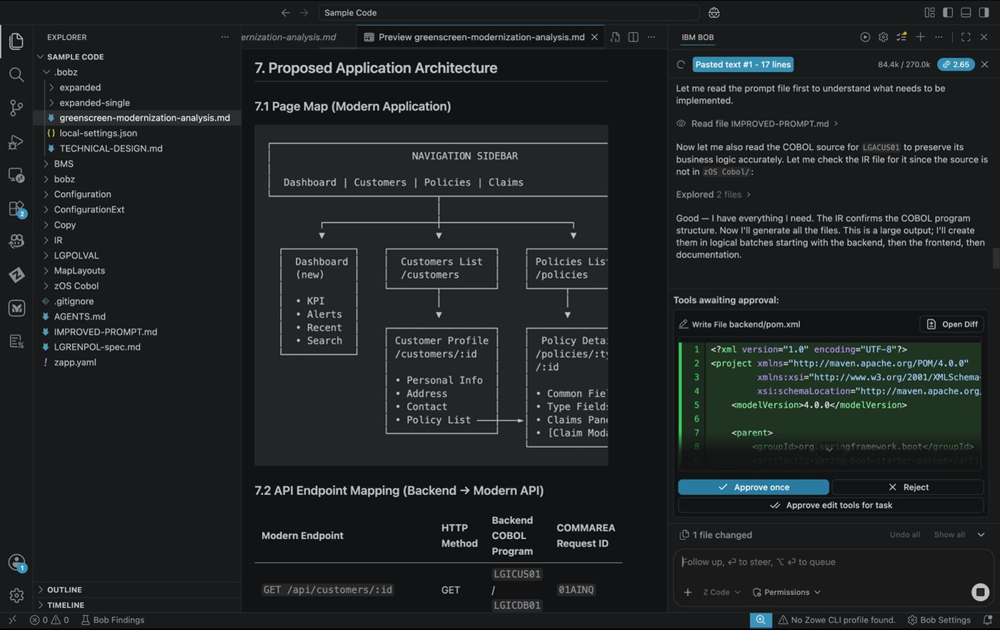 Sample Code
EXPLORER
SAMPLE CODE
.bobz
expanded
expanded-single
greenscreen-modernization-analysis.md
local-settings.json
TECHNICAL-DESIGN.md
BMS
bobz
Configuration
ConfigurationExt
Copy
IR
LGPOLVAL
MapLayouts
zOS Cobol
.gitignore
AGENTS.md
IMPROVED-PROMPT.md
LGRENPOL-spec.md
zapp.yaml
OUTLINE
TIMELINE
2
1
ernization-analysis.md
Preview greenscreen-modernization-analysis.md
7. Proposed Application Architecture
7.1 Page Map (Modern Application)
NAVIGATION SIDEBAR
Dashboard | Customers | Policies | Claims
Dashboard
(new)
• KPI
• Alerts
• Recent
• Search
Customers List
/customers
Policies Lis
/policies
Customer Profile
/customers/:id
• Personal Info
• Address
• Contact
• Policy List
Policy Detai
/policies/:ty
/:id
• Common Fiel
• Type Fields
• Claims Pane
• [Claim Moda
7.2 API Endpoint Mapping (Backend → Modern API)
Modern Endpoint
HTTP
Method
Backend
COBOL
Program
COMMAREA
Request ID
GET /api/customers/:id
GET
LGICUS01
/
LGICDB01
01AINQ
IBM BOB
Pasted text #1 - 17 lines
84.4k / 270.0k
2.65
Let me read the prompt file first to understand what needs to be
implemented.
Read file IMPROVED-PROMPT.md
Now let me also read the COBOL source for LGACUS01 to preserve its
business logic accurately. Let me check the IR file for it since the source is
not in zOS Cobol/:
Explored 2 files
Good — I have everything I need. The IR confirms the COBOL program
structure. Now I'll generate all the files. This is a large output; I'll create
them in logical batches starting with the backend, then the frontend, then
documentation.
Tools awaiting approval:
Write File backend/pom.xml
Open Diff
1 <?xml version="1.0" encoding="UTF-8"?>
2 <project xmlns="http://maven.apache.org/POM/4.0.0"
3 xmlns:xsi="http://www.w3.org/2001/XMLSchema-
4 xsi:schemaLocation="http://maven.apache.org/
5 <modelVersion>4.0.0</modelVersion>
6
7 <parent>
8 <groupId>org.springframework.boot</groupId>
9 <artifactId>spring-boot-starter-parent</arti
Approve once
Reject
Approve edit tools for task
1 file changed
Undo all
Show all
Follow up, ⏎ to steer, ⌥ ⏎ to queue
Z Code
Permissions
0 0
Bob Findings
No Zowe CLI profile found.
Bob Settings